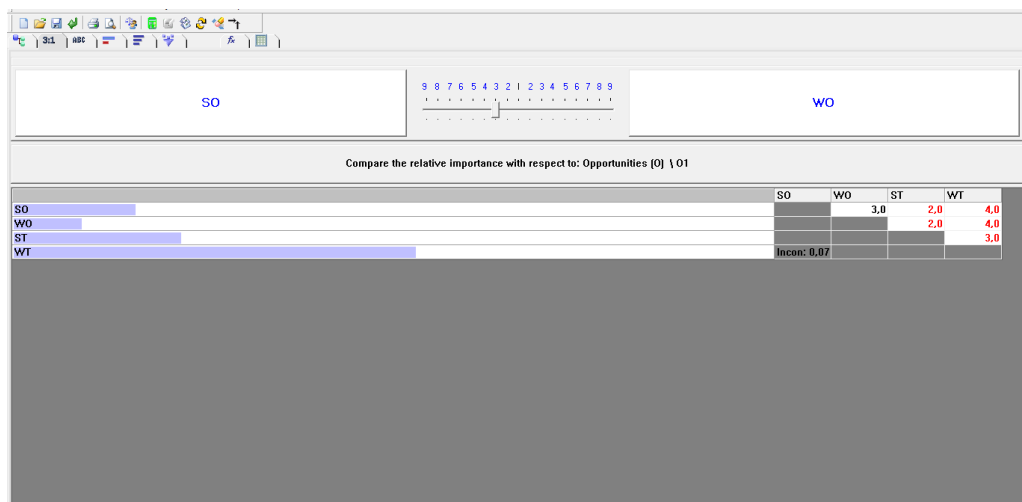 3:1 ABC fx
SO
9 8 7 6 5 4 3 2 1 2 3 4 5 6 7 8 9
WO
Compare the relative importance with respect to: Opportunities (O) \ O1
SO WO ST WT
SO 3,0 2,0 4,0
WO 2,0 4,0
ST 3,0
WT Incon: 0,07